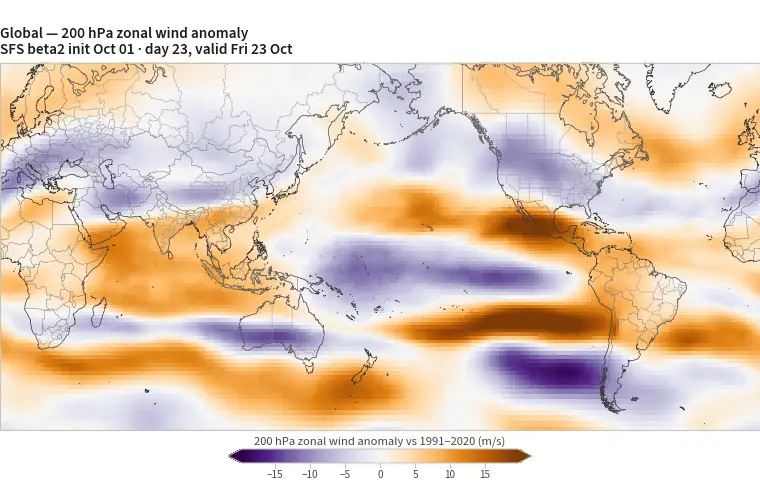 Global — 200 hPa zonal wind anomaly
SFS beta2 init Oct 01 · day 23, valid Fri 23 Oct
200 hPa zonal wind anomaly vs 1991–2020 (m/s)
−15 −10 −5 0 5 10 15